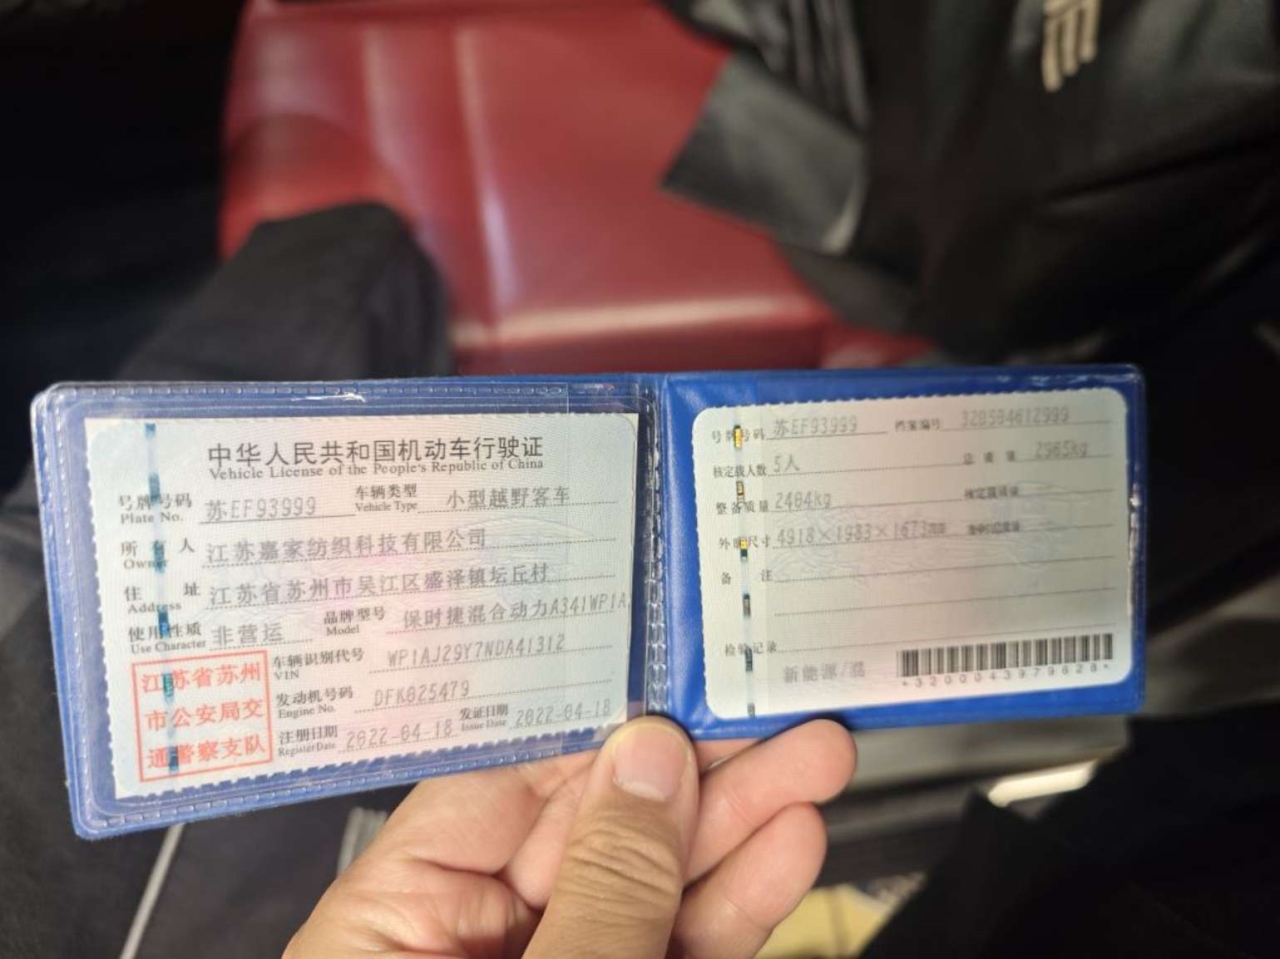 中华人民共和国机动车行驶证
Vehicle License of the People's Republic of China
号牌号码 苏EF93999 车辆类型 小型越野客车
Plate No. Vehicle Type
所有人 江苏嘉家纺织科技有限公司
Owner
住址 江苏省苏州市吴江区盛泽镇坛丘村
Address
使用性质 非营运 品牌型号 保时捷混合动力A341WP1A
Use Character Model
江苏省苏州
市公安局交
通警察支队
车辆识别代号 WP1AJ29Y7NDA41312
VIN
发动机号码 DFK025479
Engine No.
注册日期 2022-04-18 发证日期 2022-04-18
Register Date Issue Date
号牌号码 苏EF93999 档案编号 320594612999
核定载人数 5人 总质量 2965kg
整备质量 2404kg 核定载质量
外廓尺寸 4918×1983×1673
备注
检验记录
新能源/混
*3200043979828*